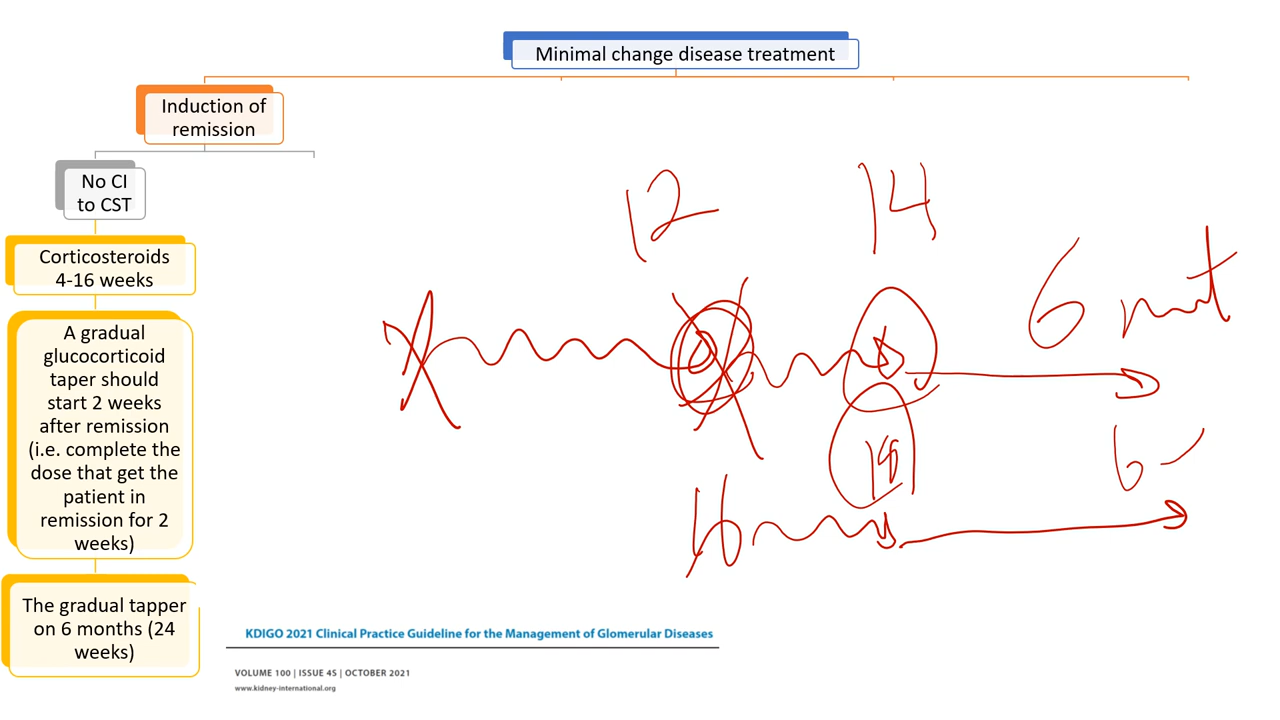 Minimal change disease treatment
Induction of
remission
No CI
to CST
Corticosteroids
4-16 weeks
A gradual
glucocorticoid
taper should
start 2 weeks
after remission
(i.e. complete the
dose that get the
patient in
remission for 2
weeks)
The gradual tapper
on 6 months (24
weeks)
12
14
6
6
KDIGO 2021 Clinical Practice Guideline for the Management of Glomerular Diseases
VOLUME 100 | ISSUE 4S | OCTOBER 2021
www.kidney-international.org